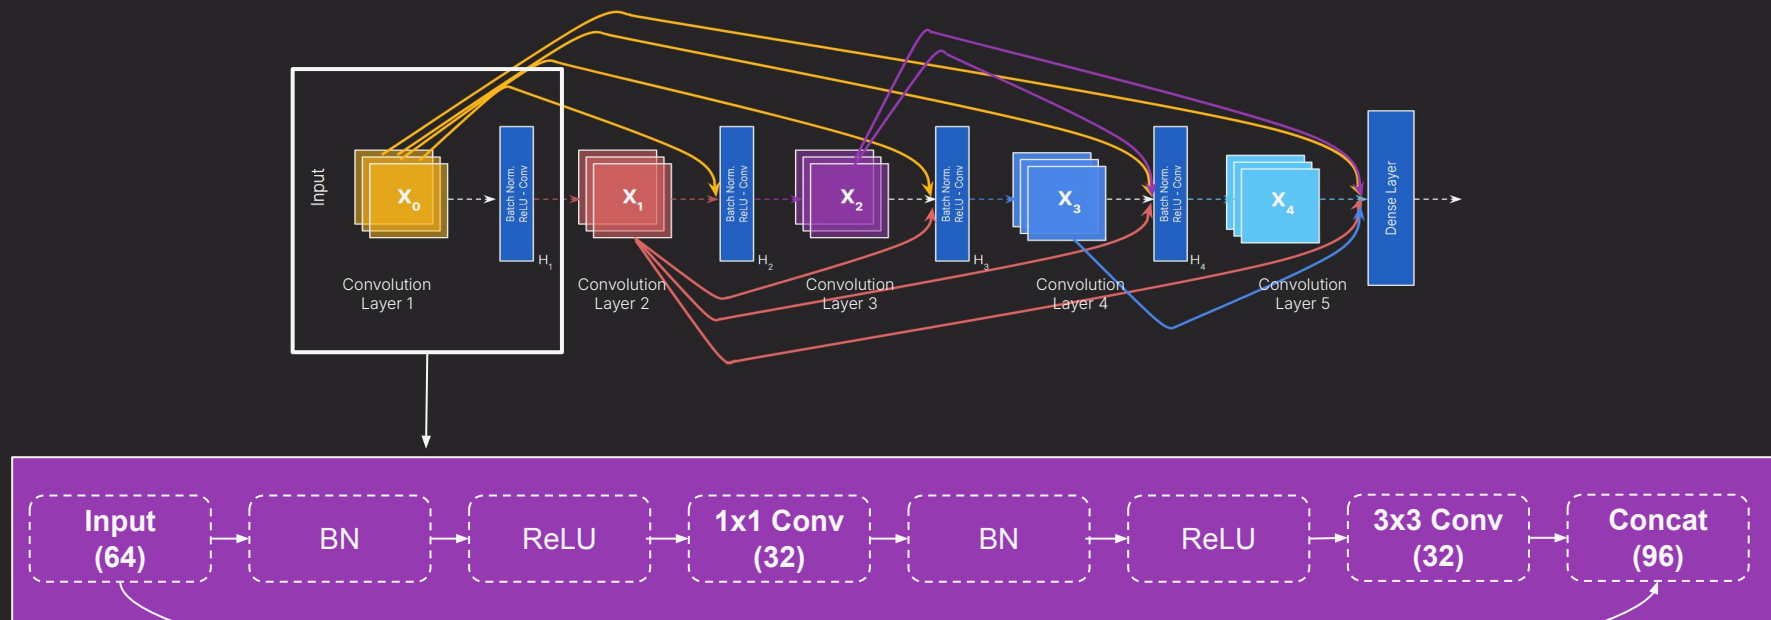 Input
X0
Batch Norm.
ReLU - Conv
H1
Convolution
Layer 1
X1
Batch Norm.
ReLU - Conv
H2
Convolution
Layer 2
X2
Batch Norm.
ReLU - Conv
H3
Convolution
Layer 3
X3
Batch Norm.
ReLU - Conv
H4
Convolution
Layer 4
X4
Convolution
Layer 5
Dense Layer
Input
(64)
BN
ReLU
1x1 Conv
(32)
BN
ReLU
3x3 Conv
(32)
Concat
(96)